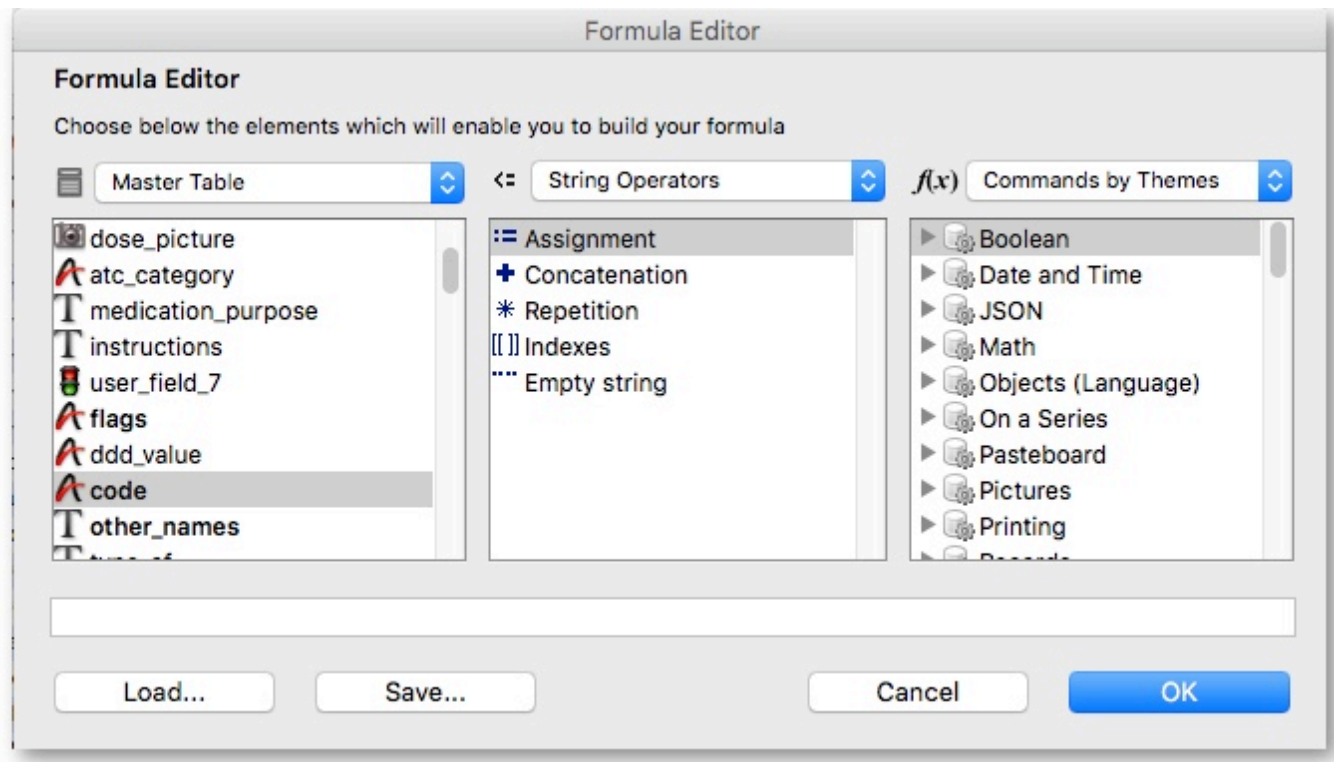 Formula Editor
Formula Editor
Choose below the elements which will enable you to build your formula
Master Table
<= String Operators
f(x) Commands by Themes
dose_picture
atc_category
medication_purpose
instructions
user_field_7
flags
ddd_value
code
other_names
:= Assignment
+ Concatenation
* Repetition
[[ ]] Indexes
"" Empty string
Boolean
Date and Time
JSON
Math
Objects (Language)
On a Series
Pasteboard
Pictures
Printing
Load...
Save...
Cancel
OK